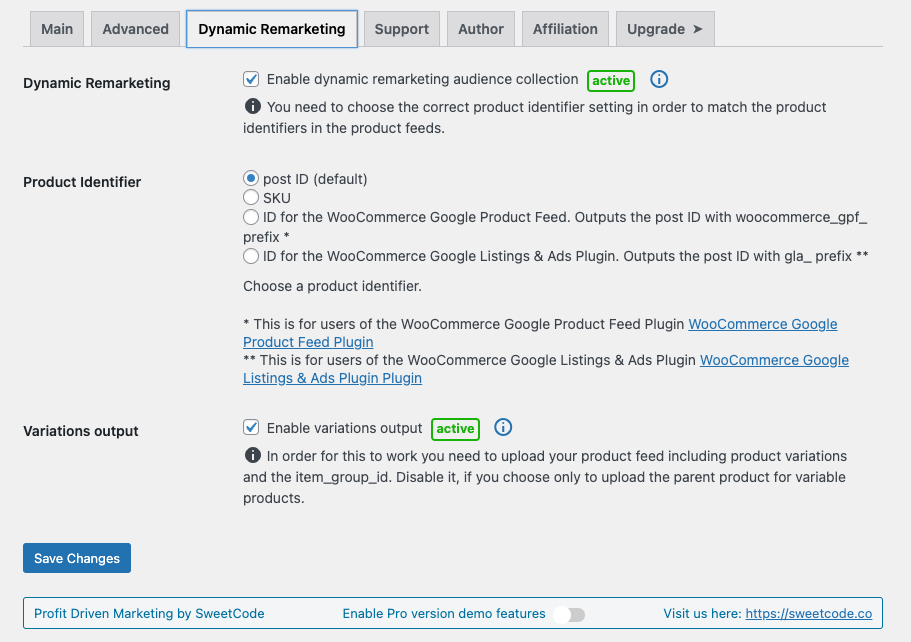 Main Advanced Dynamic Remarketing Support Author Affiliation Upgrade ➤
Dynamic Remarketing
Enable dynamic remarketing audience collection active
You need to choose the correct product identifier setting in order to match the product
identifiers in the product feeds.
Product Identifier
post ID (default)
SKU
ID for the WooCommerce Google Product Feed. Outputs the post ID with woocommerce_gpf_
prefix *
ID for the WooCommerce Google Listings & Ads Plugin. Outputs the post ID with gla_ prefix **
Choose a product identifier.
* This is for users of the WooCommerce Google Product Feed Plugin WooCommerce Google
Product Feed Plugin
** This is for users of the WooCommerce Google Listings & Ads Plugin WooCommerce Google
Listings & Ads Plugin Plugin
Variations output
Enable variations output active
In order for this to work you need to upload your product feed including product variations
and the item_group_id. Disable it, if you choose only to upload the parent product for variable
products.
Save Changes
Profit Driven Marketing by SweetCode Enable Pro version demo features Visit us here: https://sweetcode.co